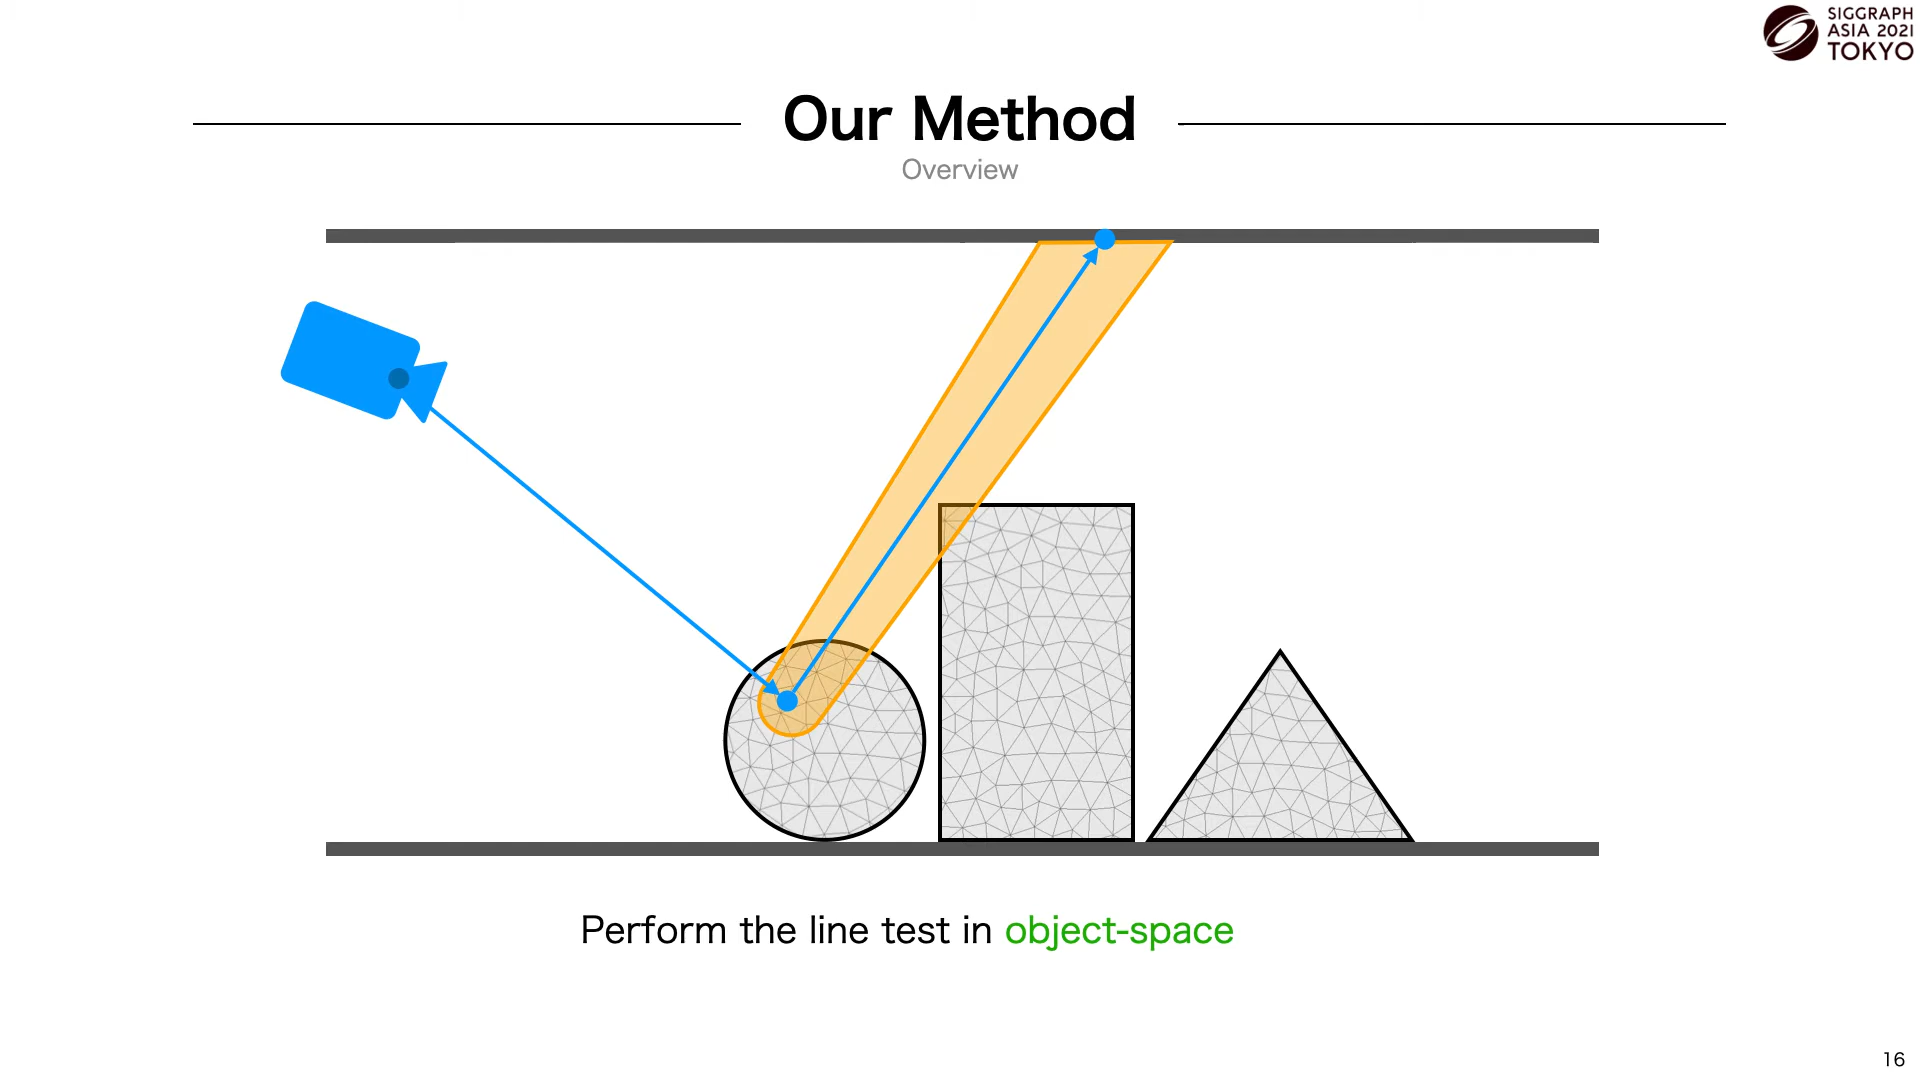 SIGGRAPH
ASIA 2021
TOKYO
Our Method
Overview
Perform the line test in object-space
16